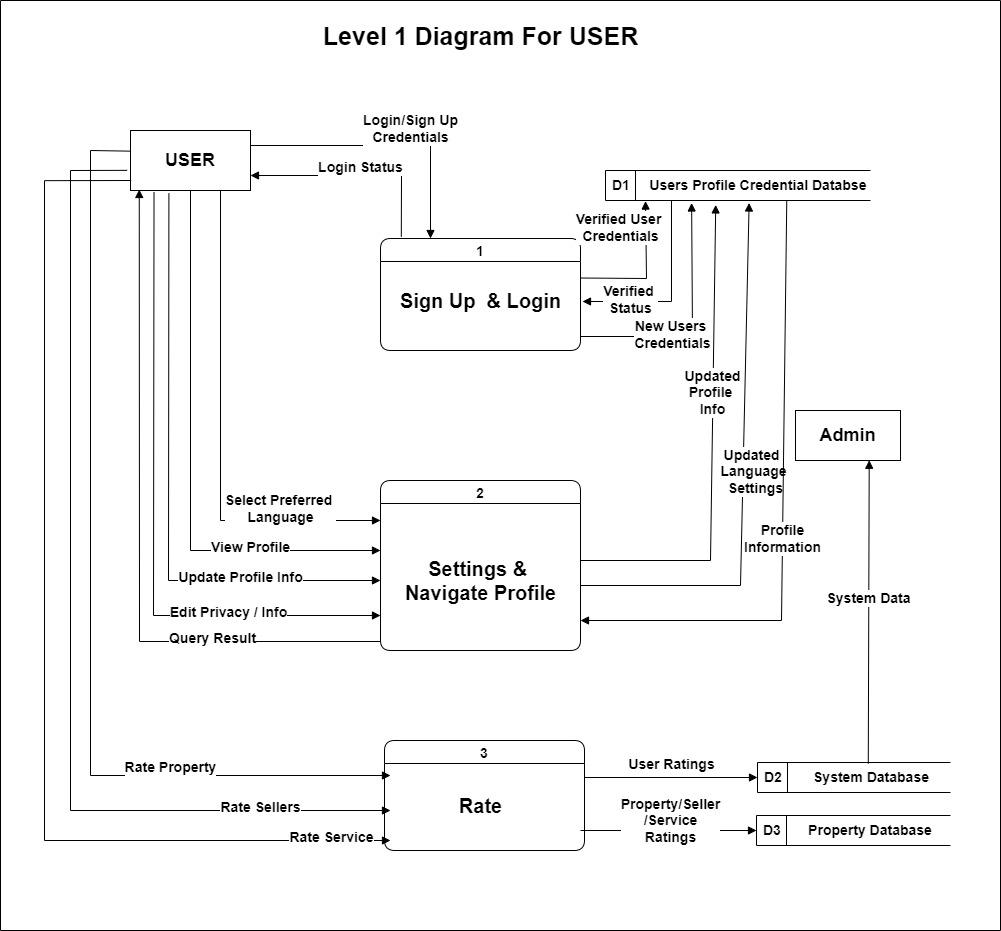 Level 1 Diagram For USER
Login/Sign Up
Credentials
USER
Login Status
D1
Users Profile Credential Databse
Verified User
Credentials
1
Sign Up & Login
Verified
Status
New Users
Credentials
Updated
Profile
Info
Admin
Updated
Language
Settings
2
Select Preferred
Language
Profile
Information
View Profile
Settings &
Navigate Profile
Update Profile Info
System Data
Edit Privacy / Info
Query Result
3
Rate Property
User Ratings
D2
System Database
Rate Sellers
Rate
Property/Seller
/Service
Ratings
D3
Property Database
Rate Service